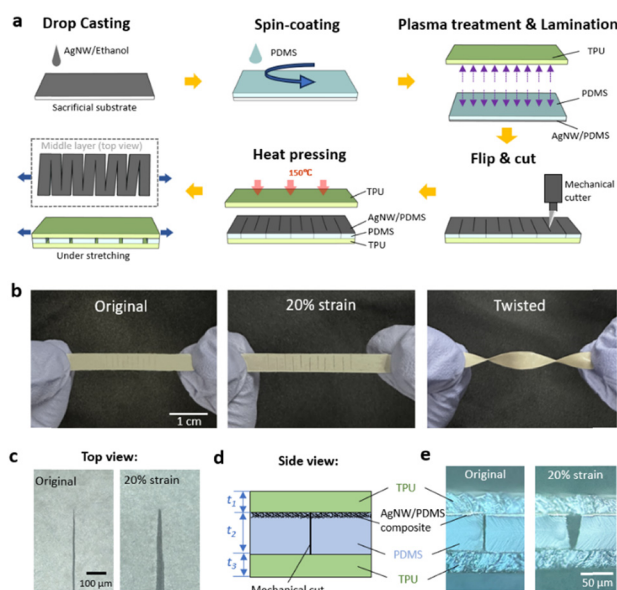 a
Drop Casting
Spin-coating
Plasma treatment & Lamination
AgNW/Ethanol
PDMS
TPU
Sacrificial substrate
PDMS
AgNW/PDMS
Middle layer (top view)
Heat pressing
Flip & cut
150℃
TPU
Mechanical
cutter
AgNW/PDMS
PDMS
TPU
Under stretching
b
Original
20% strain
Twisted
1 cm
c
Top view:
Original
20% strain
100 μm
d
Side view:
t1
t2
t3
TPU
AgNW/PDMS
composite
PDMS
Mechanical cut
TPU
e
Original
20% strain
50 μm